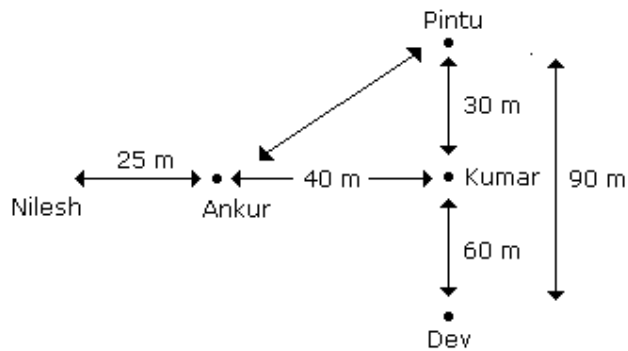 Pintu
30 m
25 m
40 m
Kumar
90 m
Nilesh
Ankur
60 m
Dev